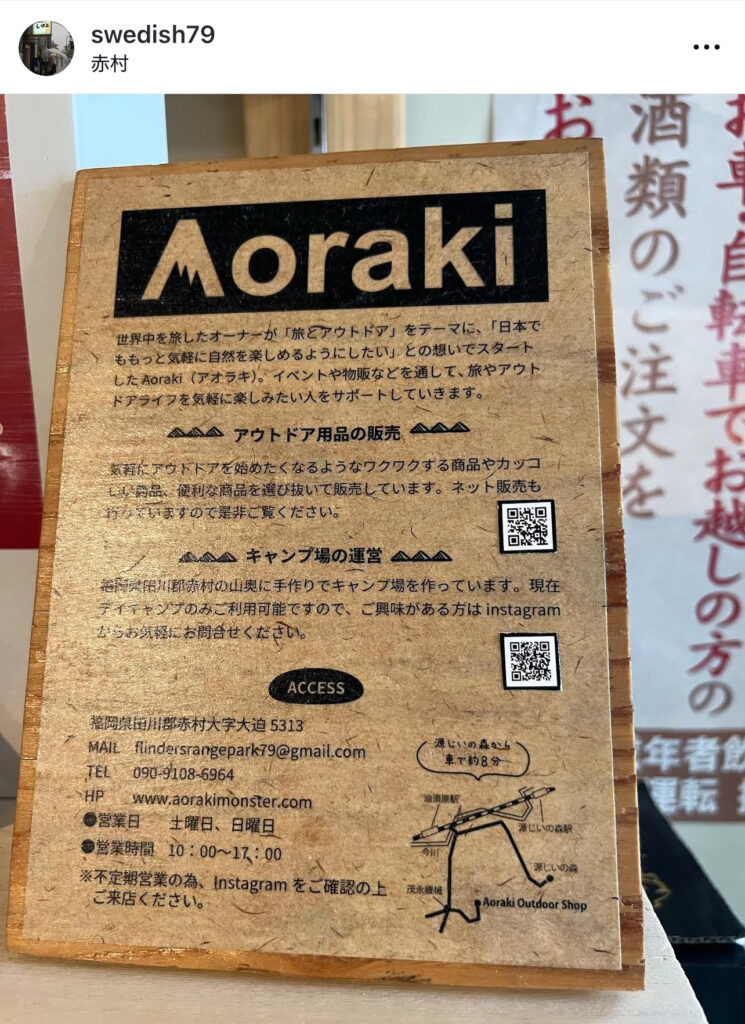 swedish79
赤村
Aoraki
世界中を旅したオーナーが「旅とアウトドア」をテーマに、「日本で
ももっと気軽に自然を楽しめるようにしたい」との想いでスタート
したAoraki（アオラキ）。イベントや物販などを通して、旅やアウト
ドアライフを気軽に楽しみたい人をサポートしていきます。
アウトドア用品の販売
気軽にアウトドアを始めたくなるようなワクワクする商品やカッコ
いい商品、便利な商品を選び抜いて販売しています。ネット販売も
行っていますので是非ご覧ください。
キャンプ場の運営
福岡県田川郡赤村の山奥に手作りでキャンプ場を作っています。現在
デイキャンプのみご利用可能ですので、ご興味がある方は instagram
からお気軽にお問合せください。
ACCESS
福岡県田川郡赤村大字大迫 5313
MAIL flindersrangepark79@gmail.com
TEL 090-9108-6964
HP www.aorakimonster.com
●営業日 土曜日、日曜日
●営業時間 10：00～17：00
※不定期営業の為、Instagram をご確認の上
ご来店ください。
源じいの森から
車で約8分
油須原駅
源じいの森駅
今川
源じいの森
茂永機械
Aoraki Outdoor Shop
お車・自転車でお越しの方の
酒類のご注文を
お
年者飲
運転